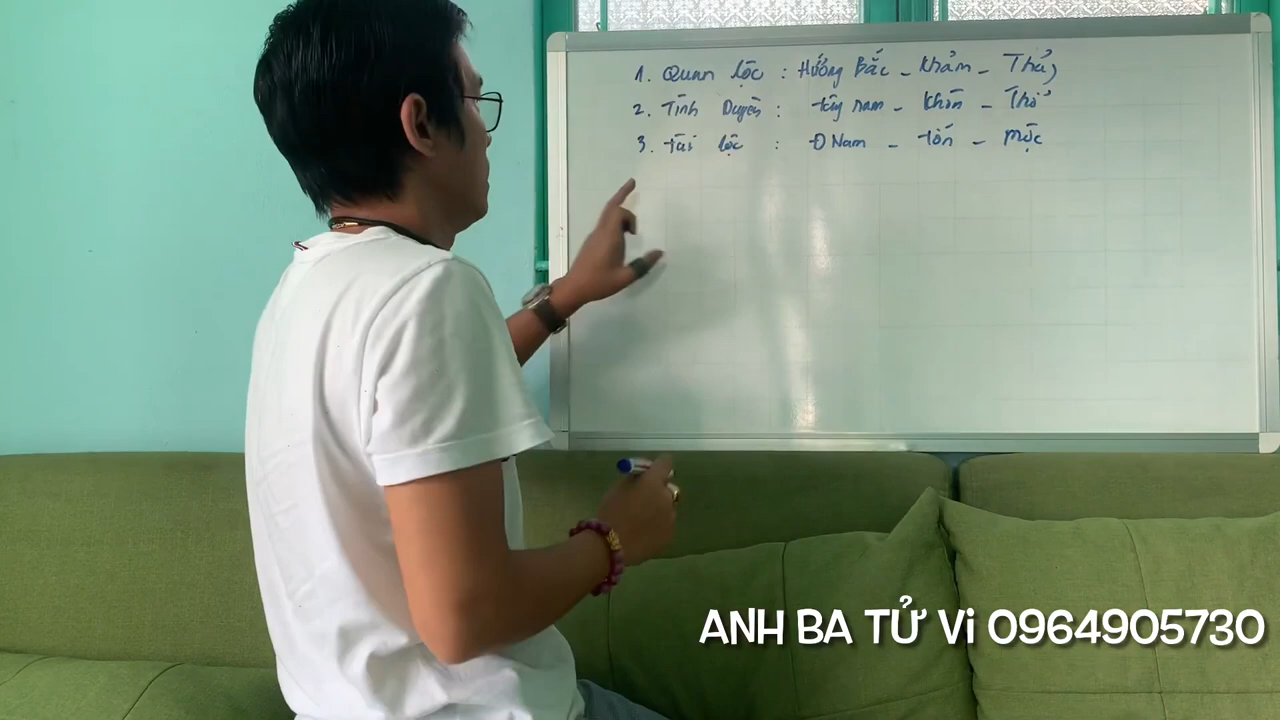 1. Quan lộc : Hướng Bắc - Khảm - Thủy
2. Tình Duyên : tây nam - khôn - Thổ
3. tài lộc : Đ Nam - tốn - mộc
ANH BA TỬ Vi 0964905730